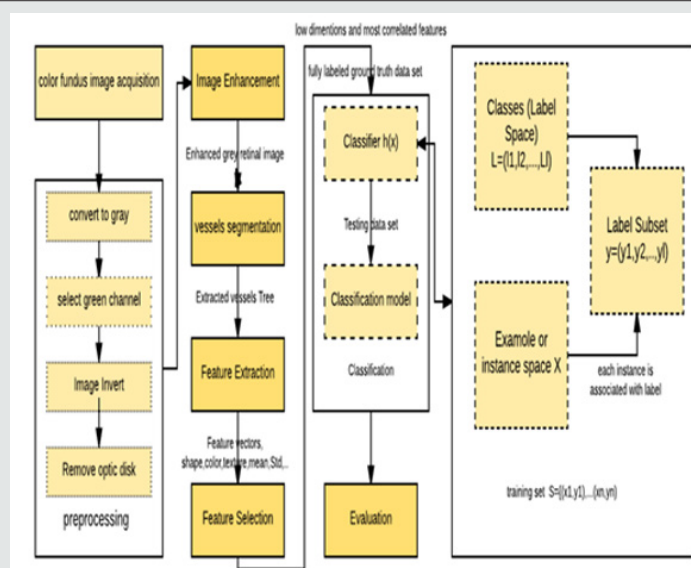 low dimentions and most correlated features
color fundus image acquisition
convert to gray
select green channel
Image Invert
Remove optic disk
preprocessing
Image Enhancement
Enhanced grey retinal image
vessels segmentation
Extracted vessels Tree
Feature Extraction
Feature vectors,
shape,color,texture,mean,Std,..
Feature Selection
fully labeled ground truth data set
Classifier h(x)
Testing data set
Classification model
Classification
Evaluation
Classes (Label
Space)
L=(l1,l2,...,Ll)
Label Subset
y=(y1,y2,..,yl)
Examole or
instance space X
each instance is
associated with label
training set S=((x1,y1),...(xn,yn)